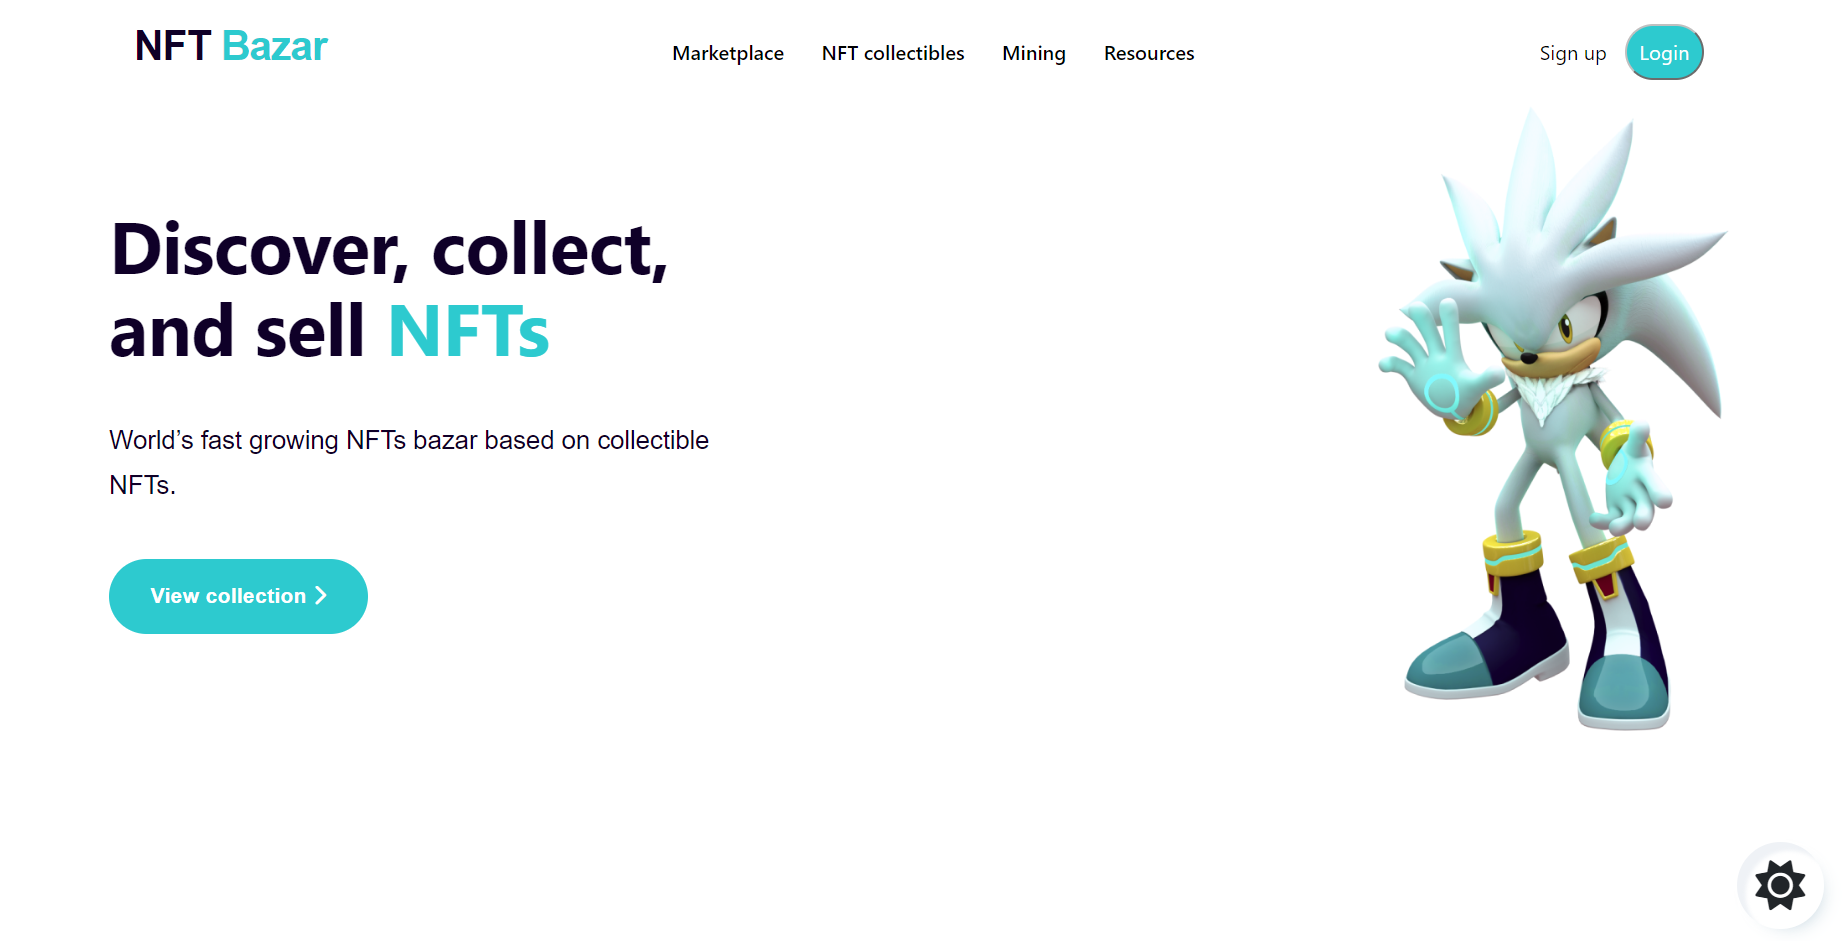 NFT Bazar
Marketplace
NFT collectibles
Mining
Resources
Sign up
Login
Discover, collect,
and sell NFTs
World’s fast growing NFTs bazar based on collectible
NFTs.
View collection